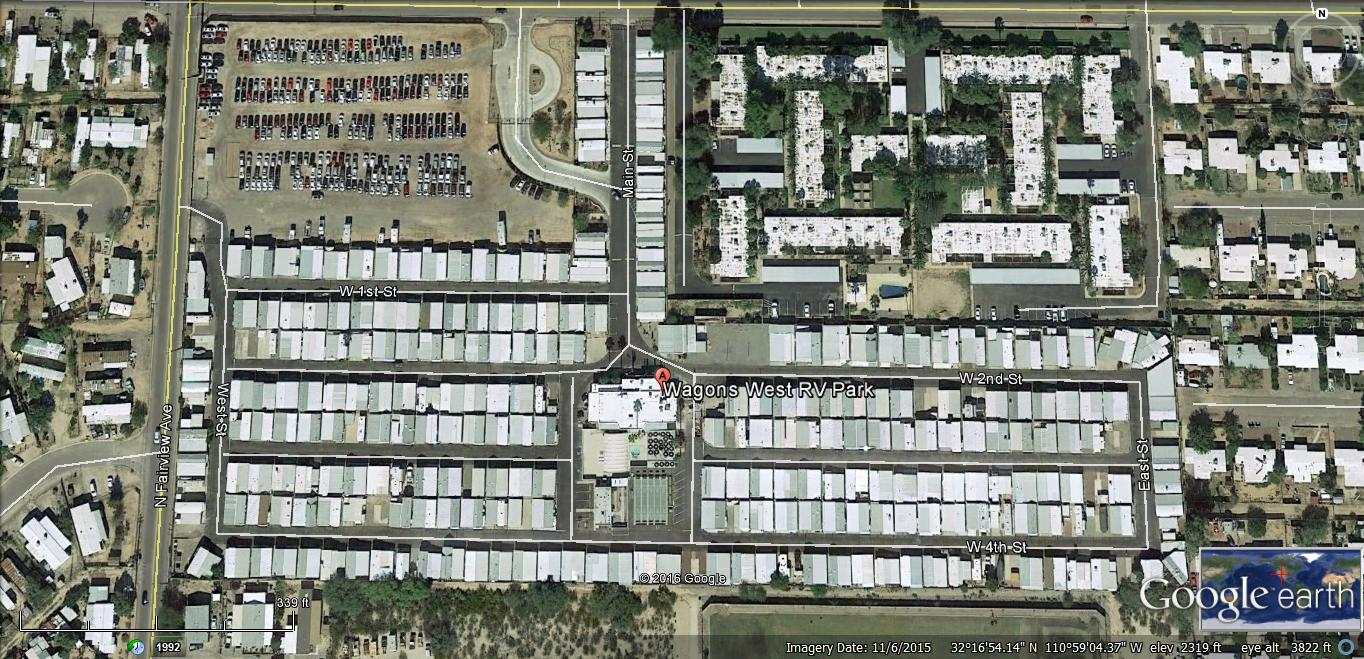 N
Main St
W 1st St
Wagons West RV Park
A
W 2nd St
West St
N Fairview Ave
East St
W 4th St
© 2016 Google
339 ft
Google earth
1992
Imagery Date: 11/6/2015 32°16'54.14" N 110°59'04.37" W elev 2319 ft eye alt 3822 ft